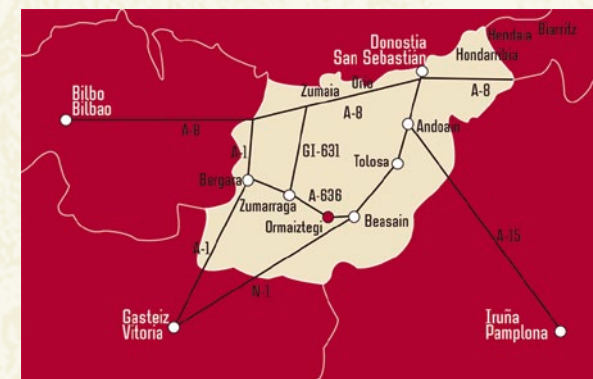 Hendaia Biarritz
Donostia
San Sebastián
Hondarribia
Orio
Zumaia
A-8
A-8
Bilbo
Bilbao
A-8
A-1
GI-631
Andoain
Tolosa
Bergara
Zumarraga
A-636
Ormaiztegi
Beasain
A-1
N-1
A-15
Gasteiz
Vitoria
Iruña
Pamplona